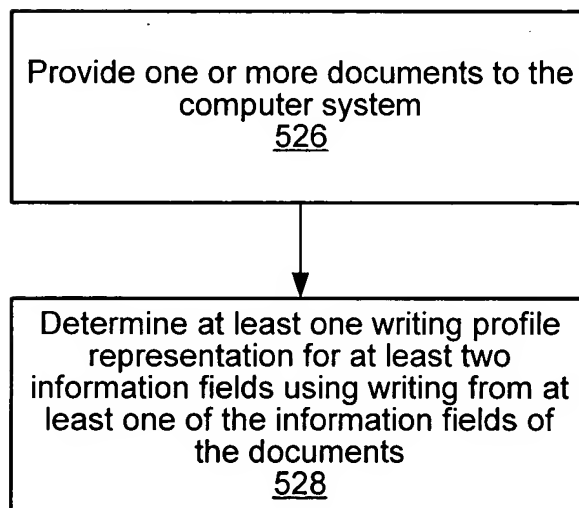 Provide one or more documents to the
computer system
526
Determine at least one writing profile
representation for at least two
information fields using writing from at
least one of the information fields of
the documents
528